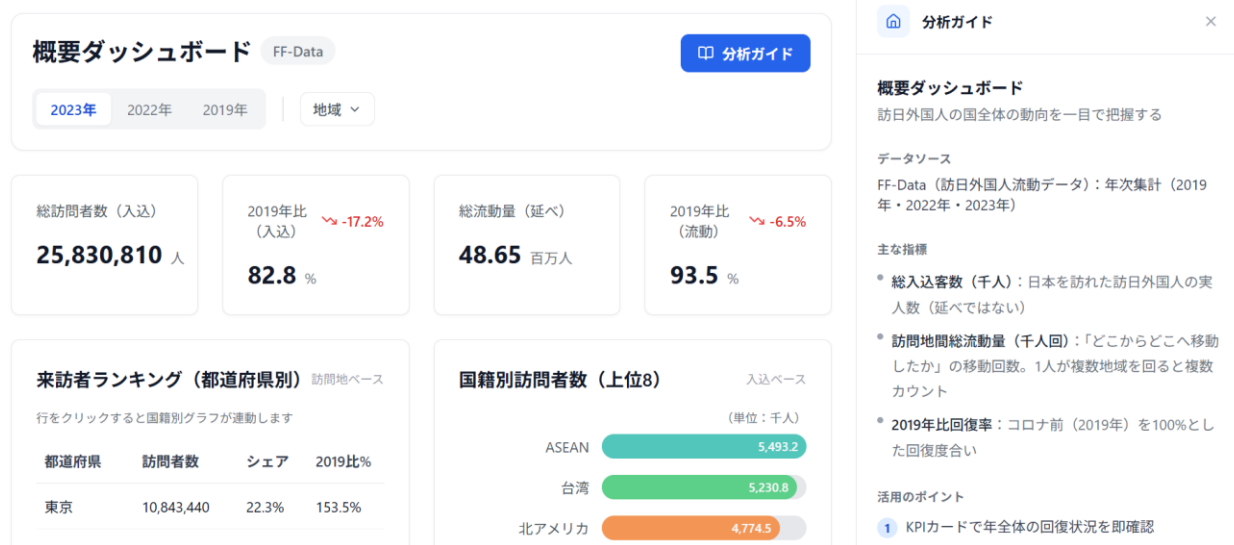 概要ダッシュボード
FF-Data
分析ガイド
2023年
2022年
2019年
地域
総訪問者数（入込）
25,830,810 人
2019年比
（入込）
-17.2%
82.8 %
総流動量（延べ）
48.65 百万人
2019年比
（流動）
-6.5%
93.5 %
来訪者ランキング（都道府県別） 訪問地ベース
行をクリックすると国籍別グラフが連動します
都道府県 訪問者数 シェア 2019比%
東京 10,843,440 22.3% 153.5%
国籍別訪問者数（上位8） 入込ベース
（単位：千人）
ASEAN 5,493.2
台湾 5,230.8
北アメリカ 4,774.5
分析ガイド
概要ダッシュボード
訪日外国人の国全体の動向を一目で把握する
データソース
FF-Data（訪日外国人流動データ）：年次集計（2019
年・2022年・2023年）
主な指標
総入込客数（千人）：日本を訪れた訪日外国人の実
人数（延べではない）
訪問地間総流動量（千人回）：「どこからどこへ移動
したか」の移動回数。1人が複数地域を回ると複数
カウント
2019年比回復率：コロナ前（2019年）を100%とし
た回復度合い
活用のポイント
1 KPIカードで年全体の回復状況を即確認